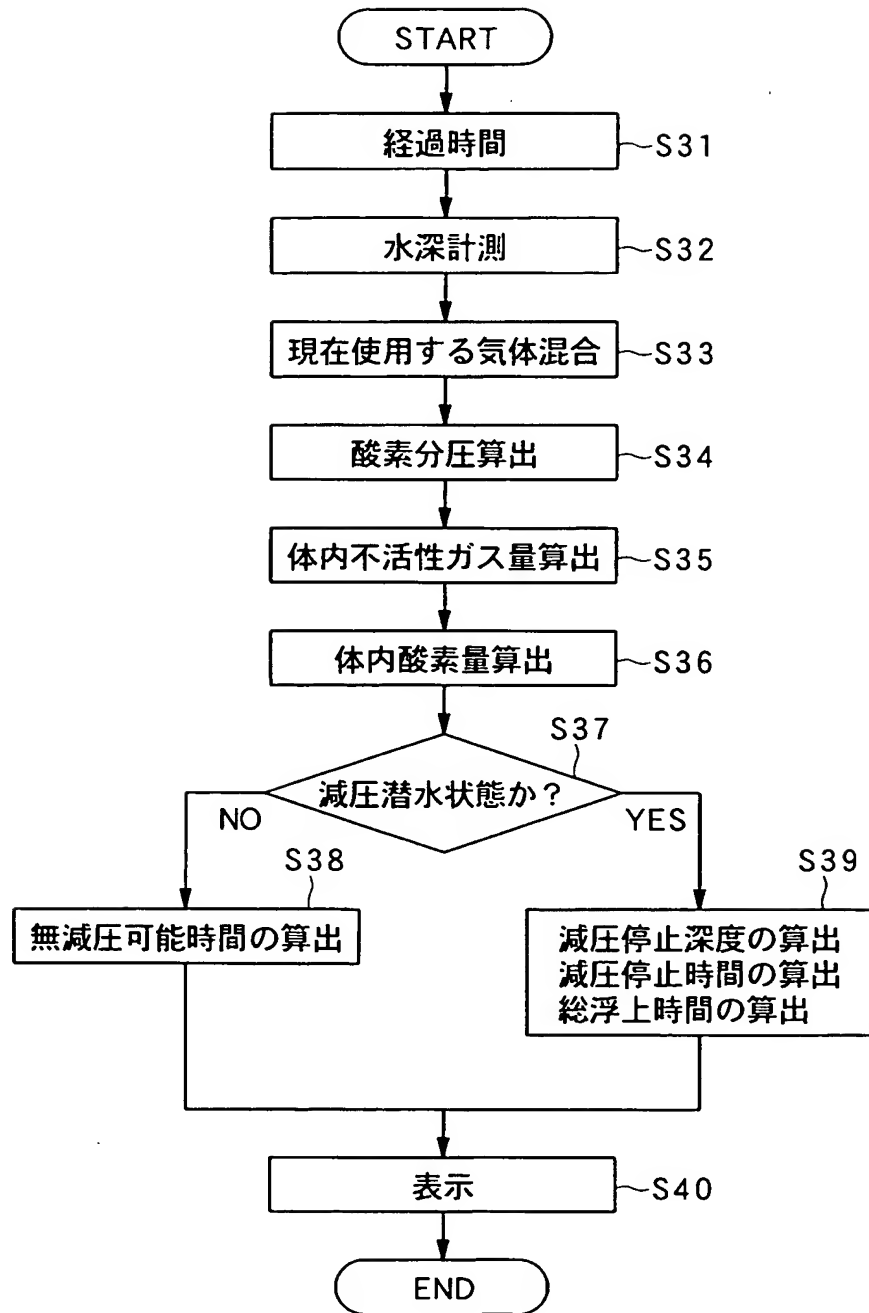 START
経過時間
S31
水深計測
S32
現在使用する気体混合
S33
酸素分圧算出
S34
体内不活性ガス量算出
S35
体内酸素量算出
S36
S37
減圧潜水状態か？
NO
YES
S38
無減圧可能時間の算出
S39
減圧停止深度の算出
減圧停止時間の算出
総浮上時間の算出
表示
S40
END